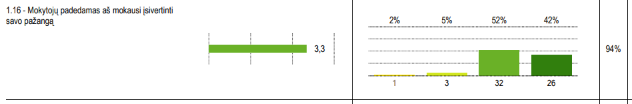 1.16 - Mokytojų padedamas aš mokausi įsivertinti
savo pažangą
3,3
2% 5% 52% 42%
1 3 32 26
94%